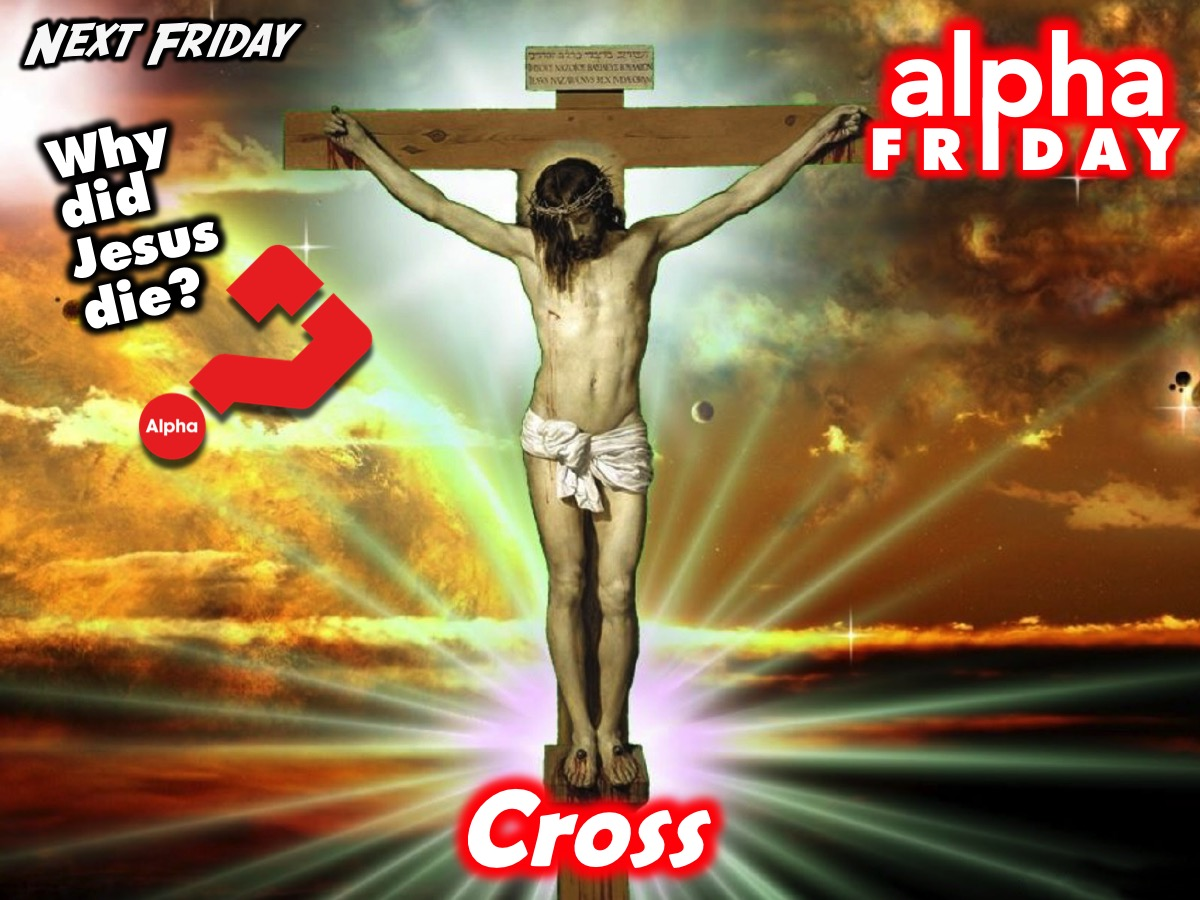 Next Friday
alpha
FRIDAY
Why
did
Jesus
die?
Alpha
Cross